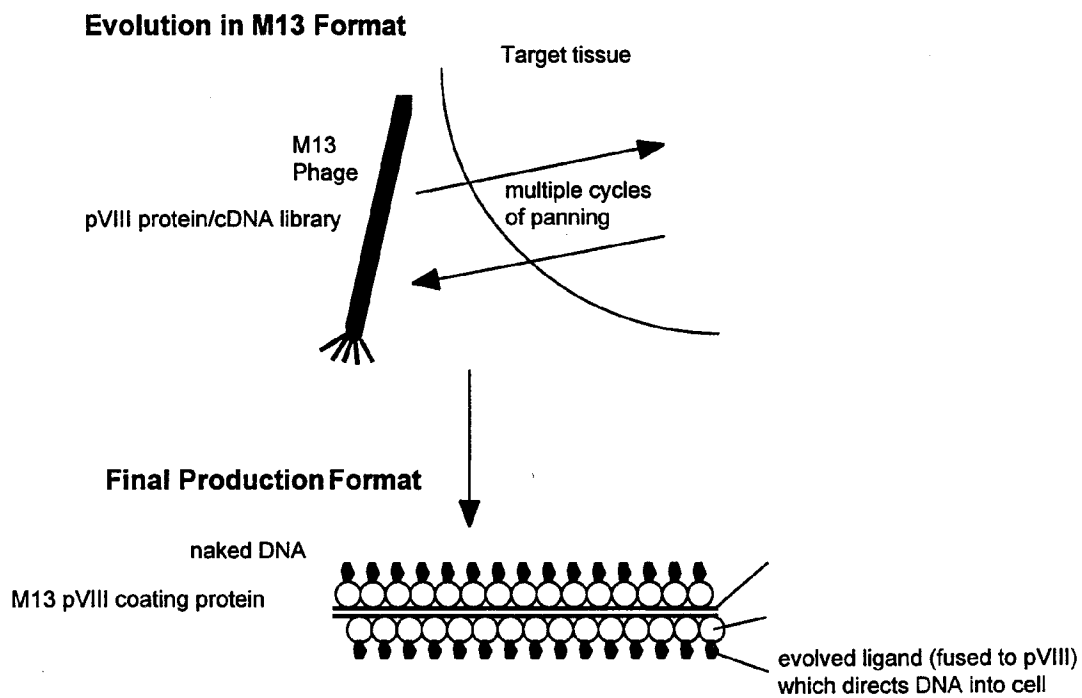 Evolution in M13 Format
Target tissue
M13
Phage
pVIII protein/cDNA library
multiple cycles
of panning
Final Production Format
naked DNA
M13 pVIII coating protein
evolved ligand (fused to pVIII)
which directs DNA into cell